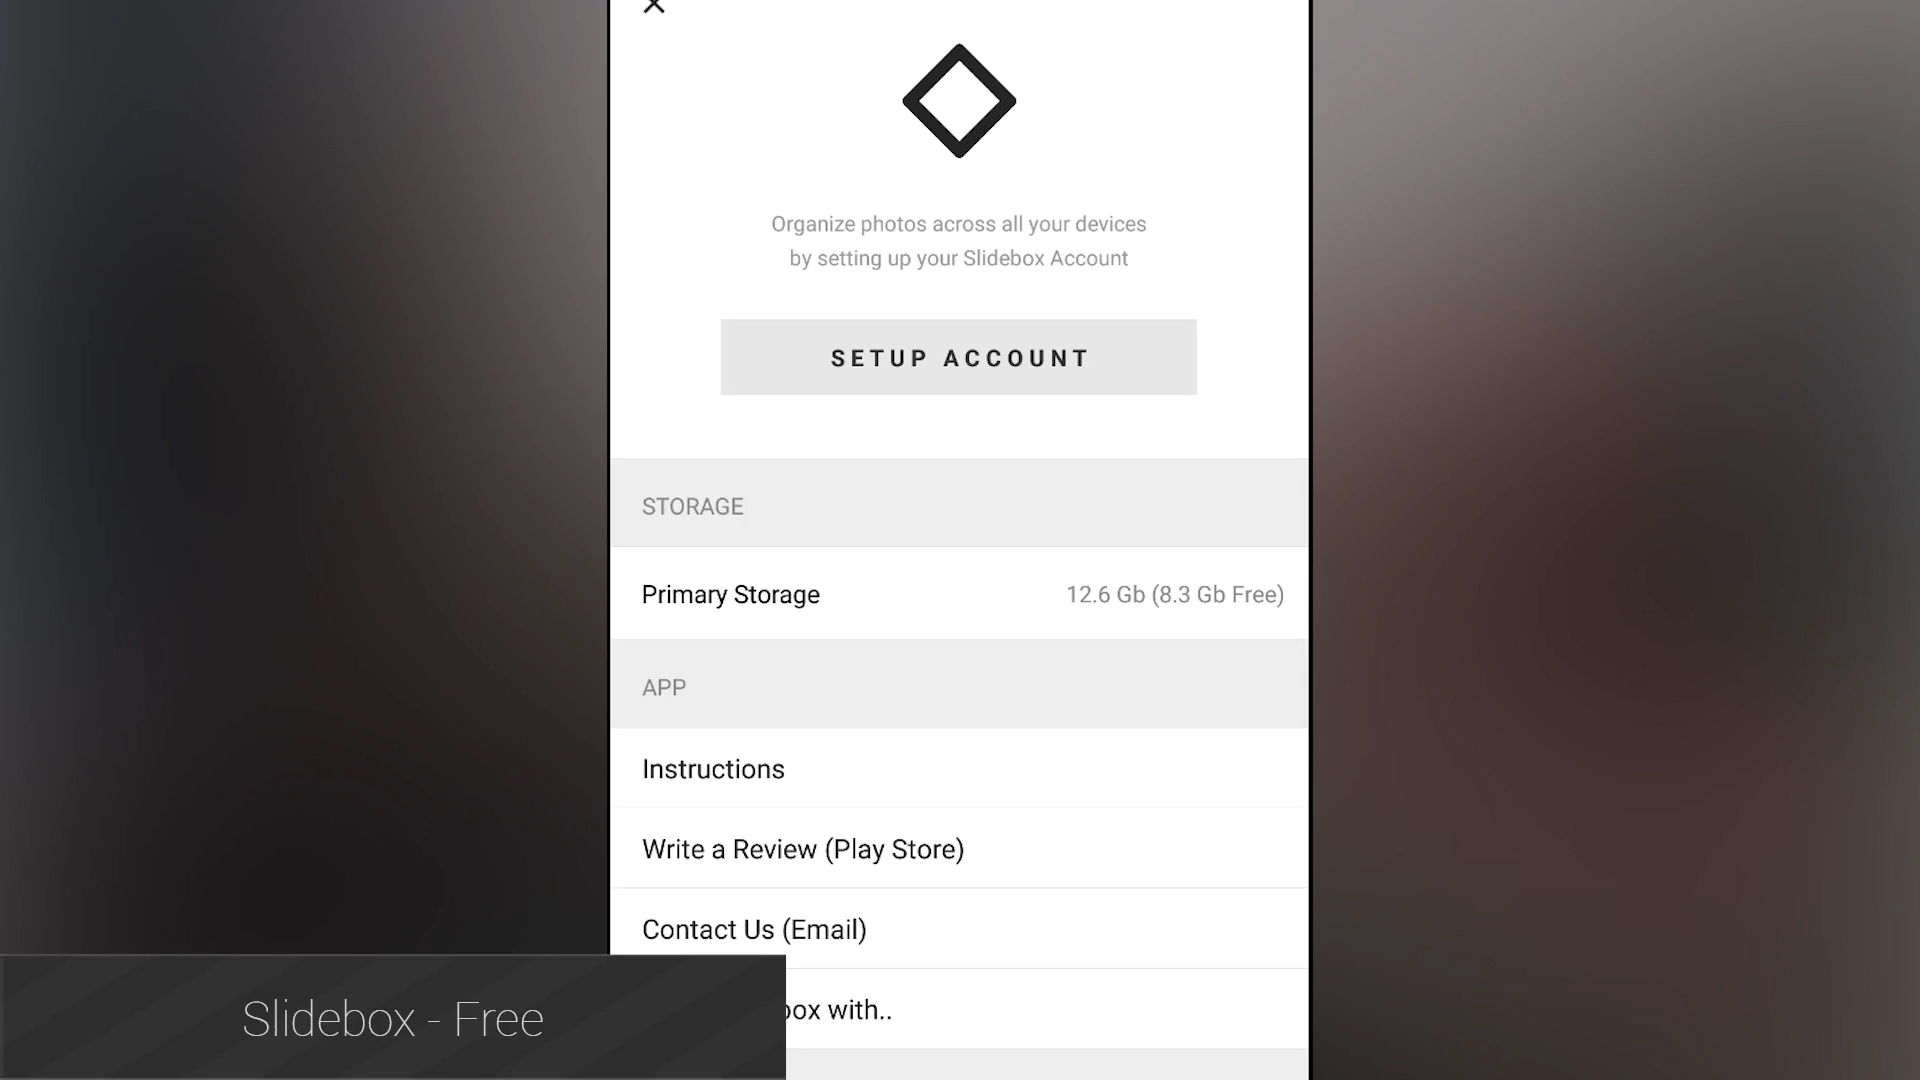 Organize photos across all your devices
by setting up your Slidebox Account
SETUP ACCOUNT
STORAGE
Primary Storage 12.6 Gb (8.3 Gb Free)
APP
Instructions
Write a Review (Play Store)
Contact Us (Email)
with..
Slidebox - Free